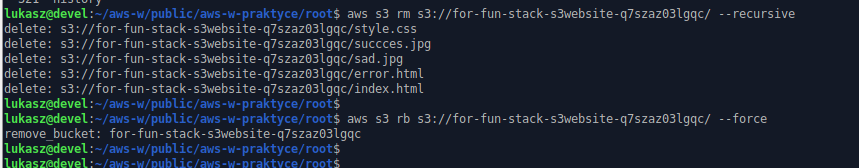 521 history
lukasz@devel:~/aws-w/public/aws-w-praktyce/root$ aws s3 rm s3://for-fun-stack-s3website-q7szaz03lgqc/ --recursive
delete: s3://for-fun-stack-s3website-q7szaz03lgqc/style.css
delete: s3://for-fun-stack-s3website-q7szaz03lgqc/succces.jpg
delete: s3://for-fun-stack-s3website-q7szaz03lgqc/sad.jpg
delete: s3://for-fun-stack-s3website-q7szaz03lgqc/error.html
delete: s3://for-fun-stack-s3website-q7szaz03lgqc/index.html
lukasz@devel:~/aws-w/public/aws-w-praktyce/root$
lukasz@devel:~/aws-w/public/aws-w-praktyce/root$ aws s3 rb s3://for-fun-stack-s3website-q7szaz03lgqc/ --force
remove_bucket: for-fun-stack-s3website-q7szaz03lgqc
lukasz@devel:~/aws-w/public/aws-w-praktyce/root$
lukasz@devel:~/aws-w/public/aws-w-praktyce/root$